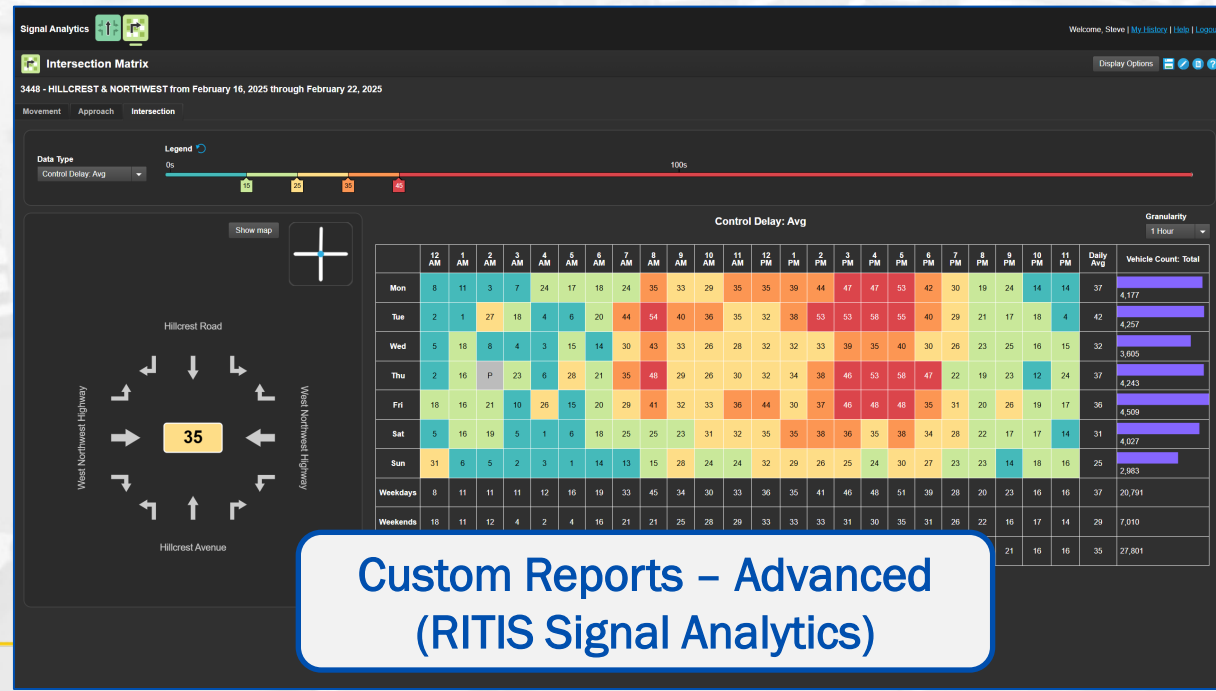 Signal Analytics
Welcome, Steve | My History | Help | Logou
Intersection Matrix
Display Options
3448 - HILLCREST & NORTHWEST from February 16, 2025 through February 22, 2025
Movement Approach Intersection
Legend
Data Type
0s 100s
Control Delay: Avg
15 25 35 45
Show map
Control Delay: Avg
Granularity
1 Hour
12 AM 1 AM 2 AM 3 AM 4 AM 5 AM 6 AM 7 AM 8 AM 9 AM 10 AM 11 AM 12 PM 1 PM 2 PM 3 PM 4 PM 5 PM 6 PM 7 PM 8 PM 9 PM 10 PM 11 PM Daily Avg Vehicle Count: Total
Mon 8 11 3 7 24 17 18 24 35 33 29 35 35 39 44 47 47 53 42 30 19 24 14 14 37 4,177
Tue 2 1 27 18 4 6 20 44 54 40 36 35 32 38 53 53 58 55 40 29 21 17 18 4 42 4,257
Wed 5 18 8 4 3 15 14 30 43 33 26 28 32 32 33 39 35 40 30 26 23 25 16 15 32 3,605
Thu 2 16 P 23 6 28 21 35 48 29 26 30 32 34 38 46 53 58 47 22 19 23 12 24 37 4,243
Fri 18 16 21 10 26 15 20 29 41 32 33 36 44 30 37 46 48 48 35 31 20 26 19 17 36 4,509
Sat 5 16 19 5 1 6 18 25 25 23 31 32 35 35 38 36 35 38 34 28 22 17 17 14 31 4,027
Sun 31 6 5 2 3 1 14 13 15 28 24 24 32 29 26 25 24 30 27 23 23 14 18 16 25 2,983
Weekdays 8 11 11 11 12 16 19 33 45 34 30 33 36 35 41 46 48 51 39 28 20 23 16 16 37 20,791
Weekends 18 11 12 4 2 4 16 21 21 25 28 29 33 33 33 31 30 35 31 26 22 16 17 14 29 7,010
21 16 16 35 27,801
Hillcrest Road
West Northwest Highway
35
West Northwest Highway
Hillcrest Avenue
Custom Reports – Advanced
(RITIS Signal Analytics)